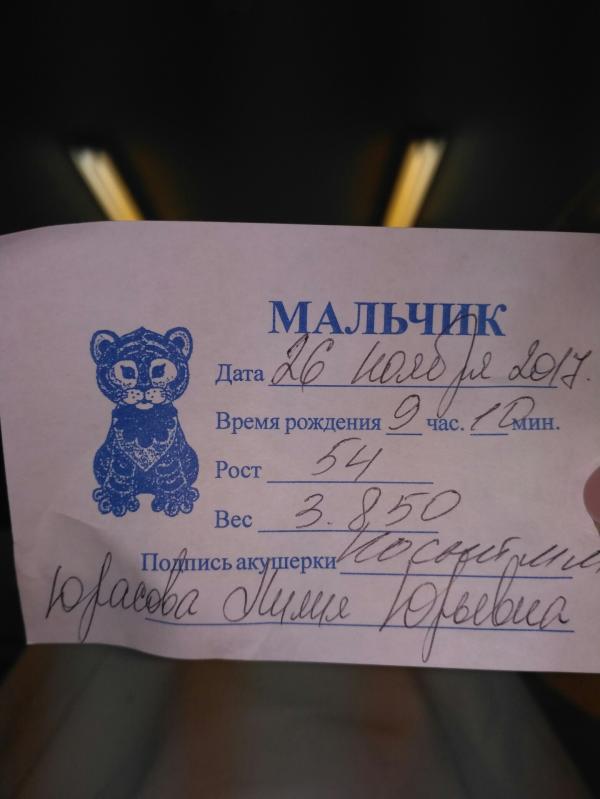 МАЛЬЧИК
Дата 26 ноября 2017.
Время рождения 9 час. 10 мин.
Рост 54
Вес 3.850
Подпись акушерки
Юрасова Лилия Юрьевна